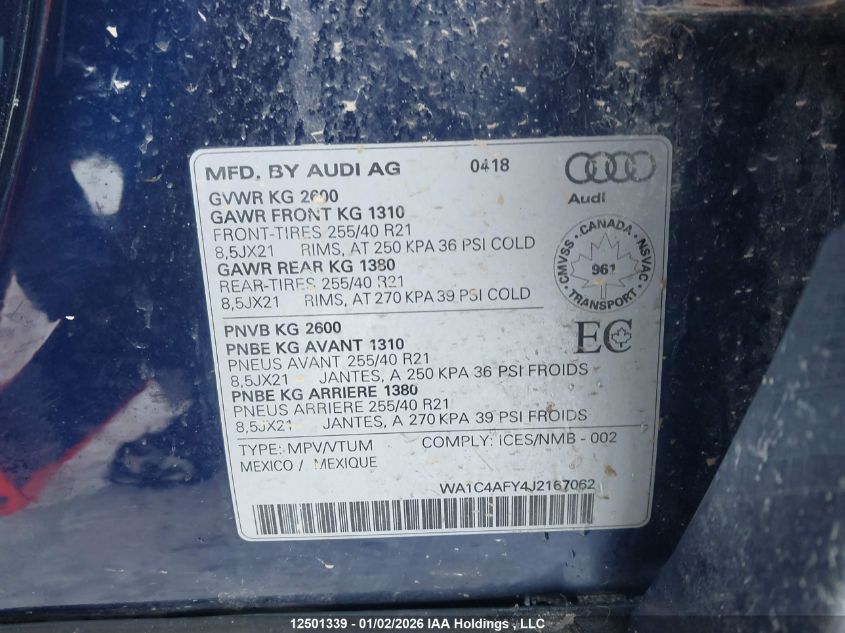 MFD. BY AUDI AG 0418
Audi
GVWR KG 2600
GAWR FRONT KG 1310
FRONT-TIRES 255/40 R21
8,5JX21 RIMS, AT 250 KPA 36 PSI COLD
GAWR REAR KG 1380
REAR-TIRES 255/40 R21
8,5JX21 RIMS, AT 270 KPA 39 PSI COLD
CMVSS · CANADA · NSVAC
961
TRANSPORT
PNVB KG 2600
PNBE KG AVANT 1310
PNEUS AVANT 255/40 R21
8,5JX21 JANTES, A 250 KPA 36 PSI FROIDS
PNBE KG ARRIERE 1380
PNEUS ARRIERE 255/40 R21
8,5JX21 JANTES, A 270 KPA 39 PSI FROIDS
EC
TYPE: MPV/VTUM COMPLY: ICES/NMB - 002
MEXICO / MEXIQUE
WA1C4AFY4J2167062
12501339 - 01/02/2026 IAA Holdings , LLC